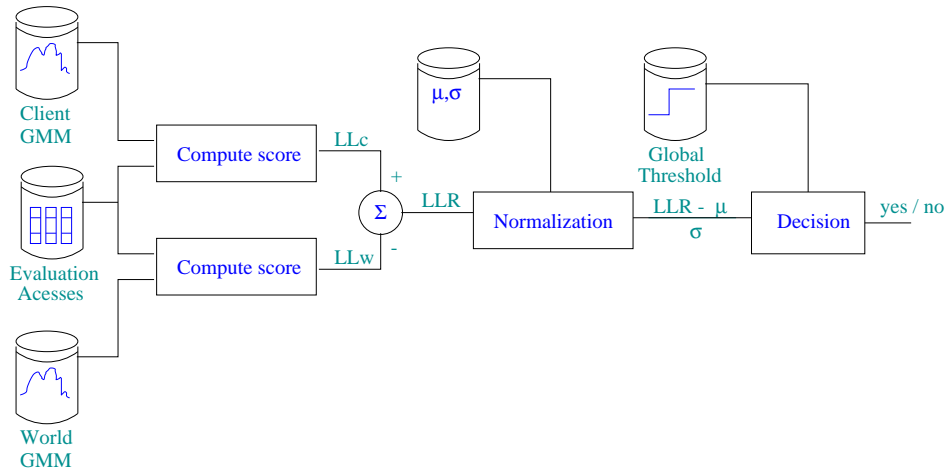 Client
GMM
Evaluation
Acesses
World
GMM
Compute score
Compute score
LLc
LLw
+
Σ
-
LLR
μ,σ
Normalization
LLR - μ
σ
Global
Threshold
Decision
yes / no